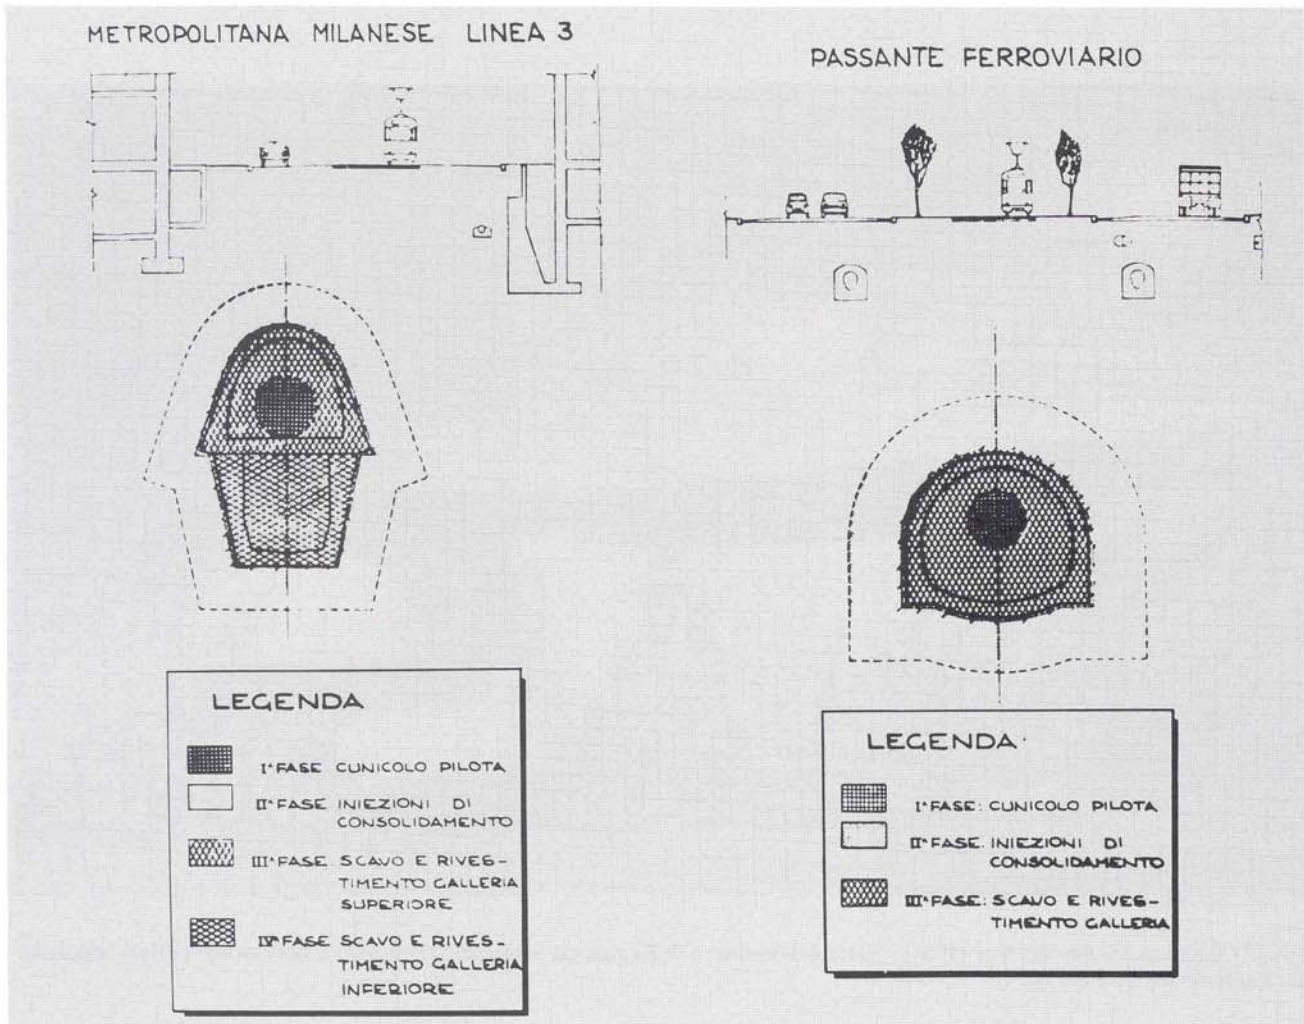 METROPOLITANA MILANESE LINEA 3
LEGENDA
I^a FASE CUNICOLO PILOTA
II^a FASE INIEZIONI DI
CONSOLIDAMENTO
III^a FASE SCAVO E RIVES-
TIMENTO GALLERIA
SUPERIORE
IV^a FASE SCAVO E RIVES-
TIMENTO GALLERIA
INFERIORE
PASSANTE FERROVIARIO
LEGENDA
I^a FASE: CUNICOLO PILOTA
II^a FASE. INIEZIONI DI
CONSOLIDAMENTO
III^a FASE: SCAVO E RIVES-
TIMENTO GALLERIA